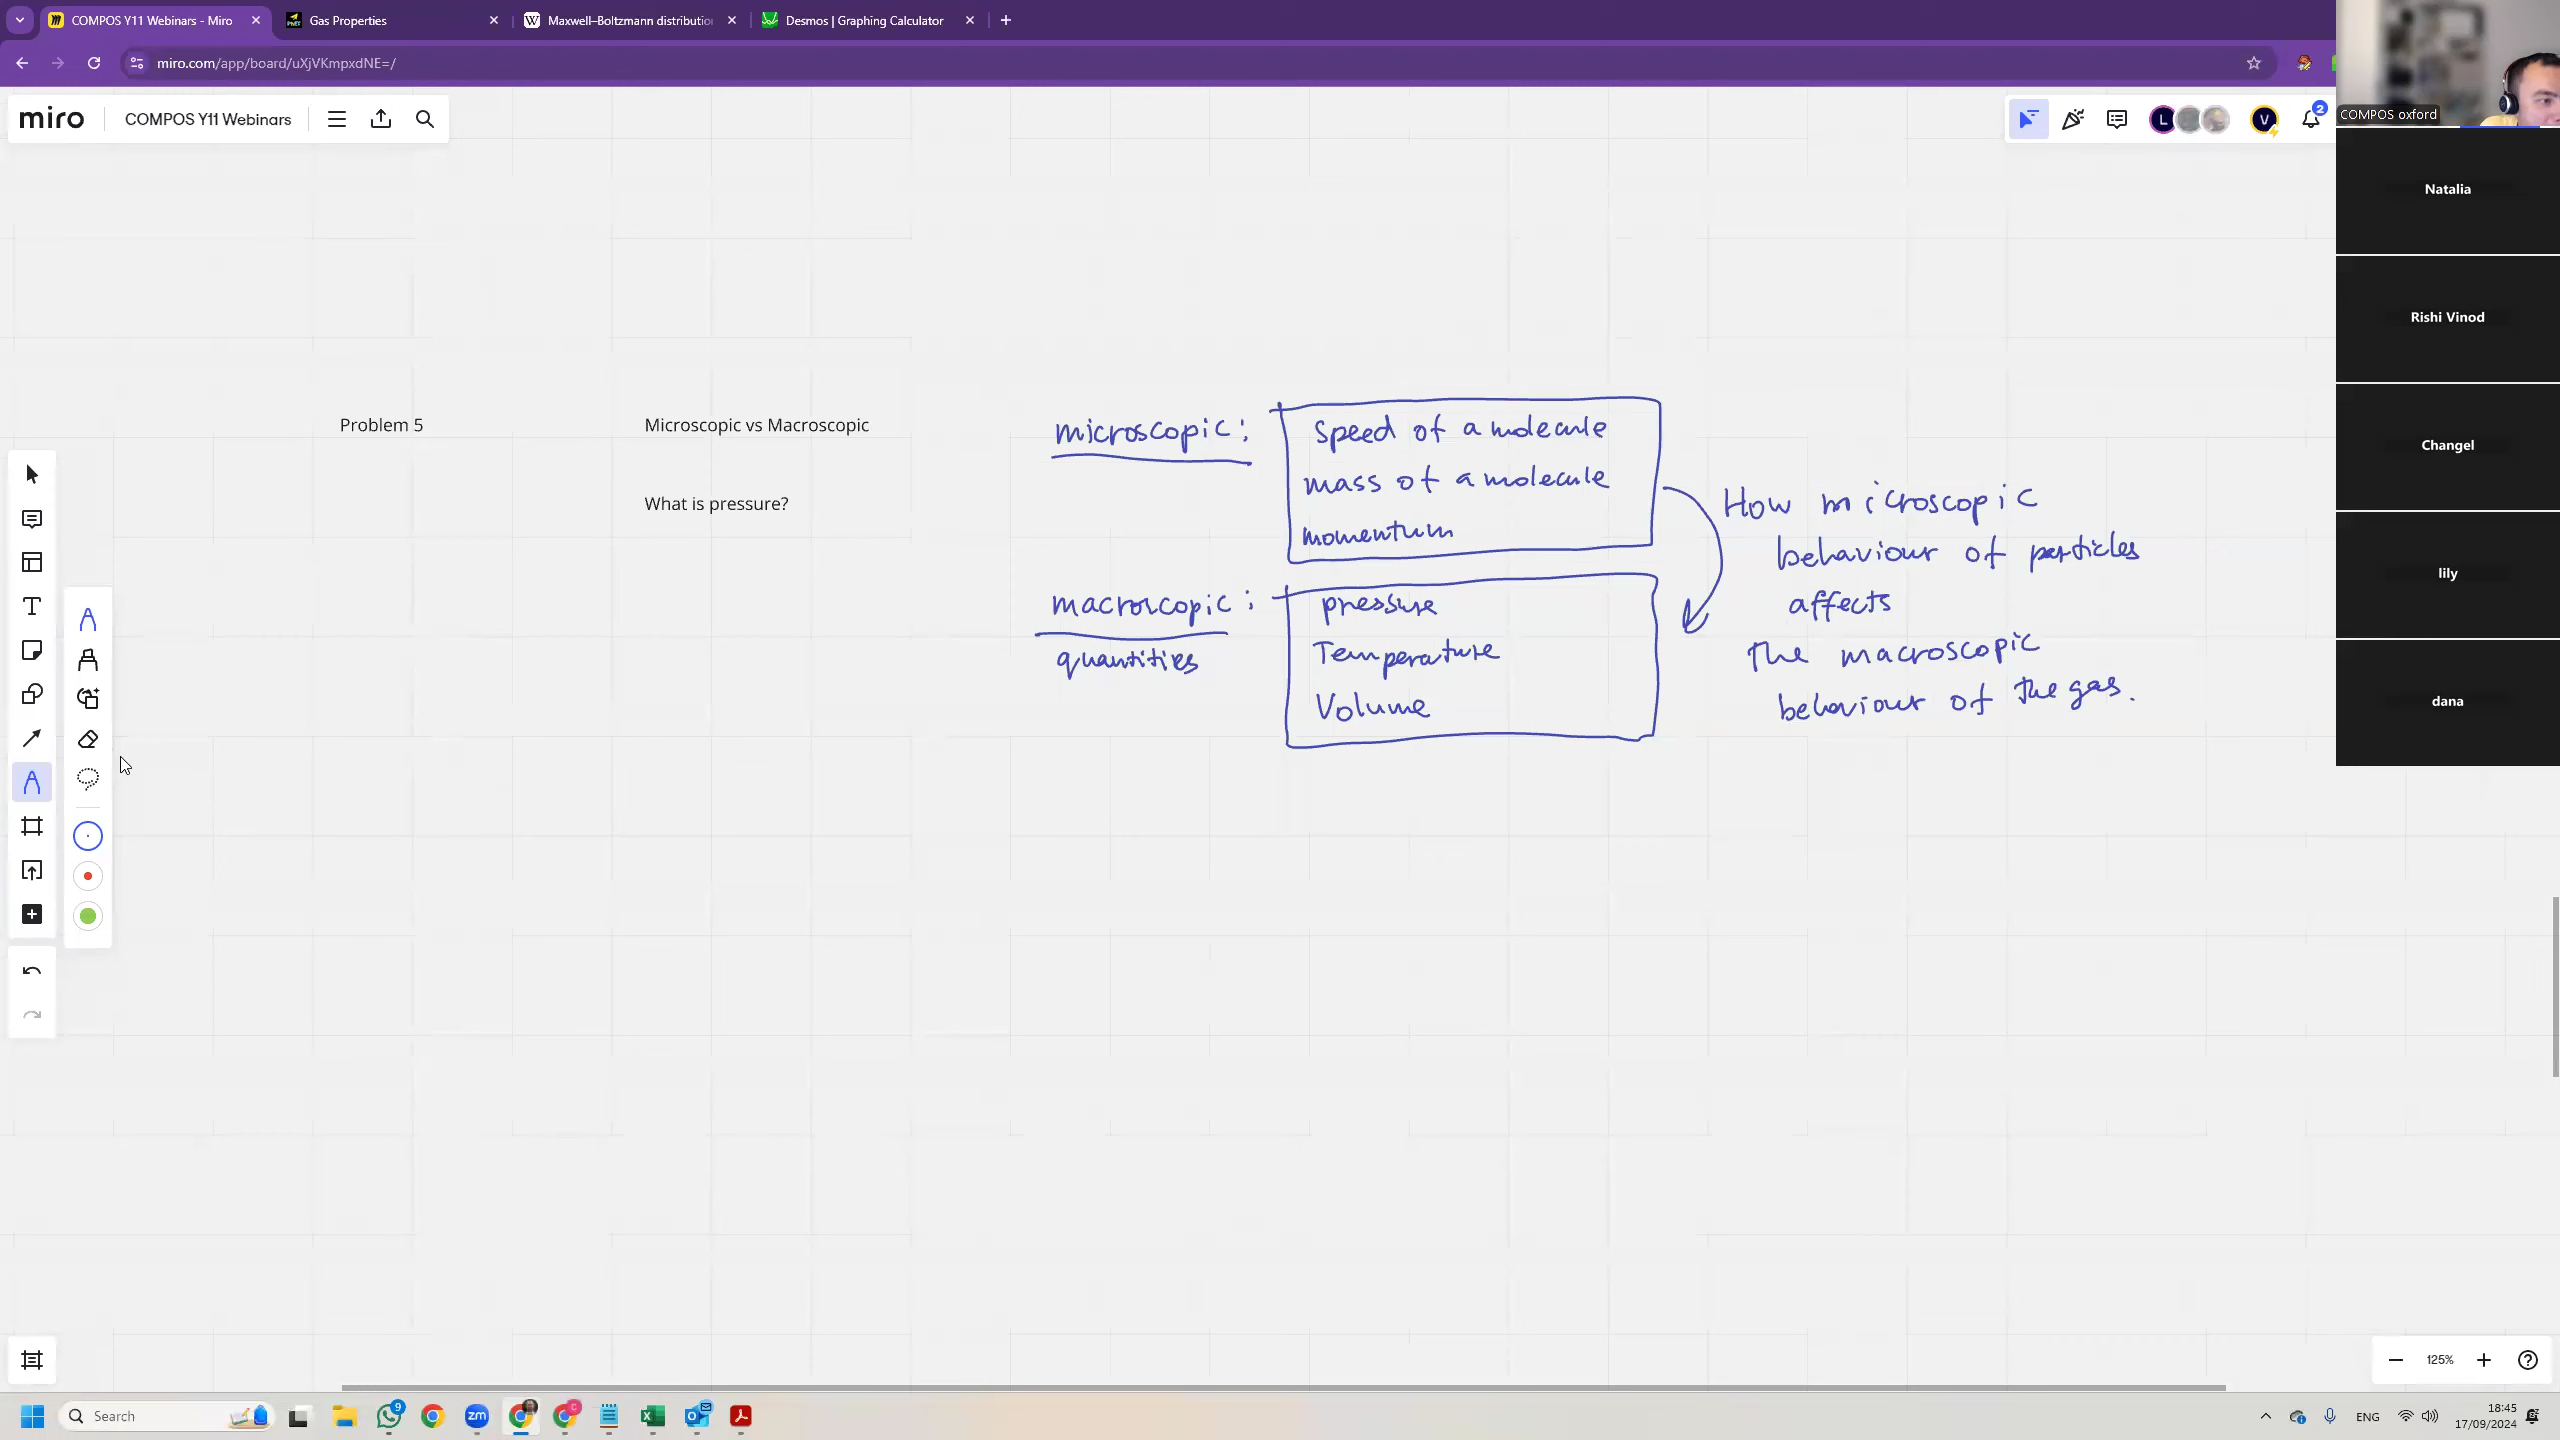 COMPOS Y11 Webinars - Miro
Gas Properties
Maxwell–Boltzmann distributio
Desmos | Graphing Calculator
miro.com/app/board/uXjVKmpxdNE=/
miro
COMPOS Y11 Webinars
L
V
2
COMPOS oxford
Natalia
Rishi Vinod
Changel
lily
dana
Problem 5
Microscopic vs Macroscopic
What is pressure?
microscopic:
Speed of a molecule
mass of a molecule
momentum
macroscopic:
quantities
pressure
Temperature
Volume
How microscopic
behaviour of particles
affects
The macroscopic
behaviour of the gas.
125%
Search
9
zm
ENG
18:45
17/09/2024